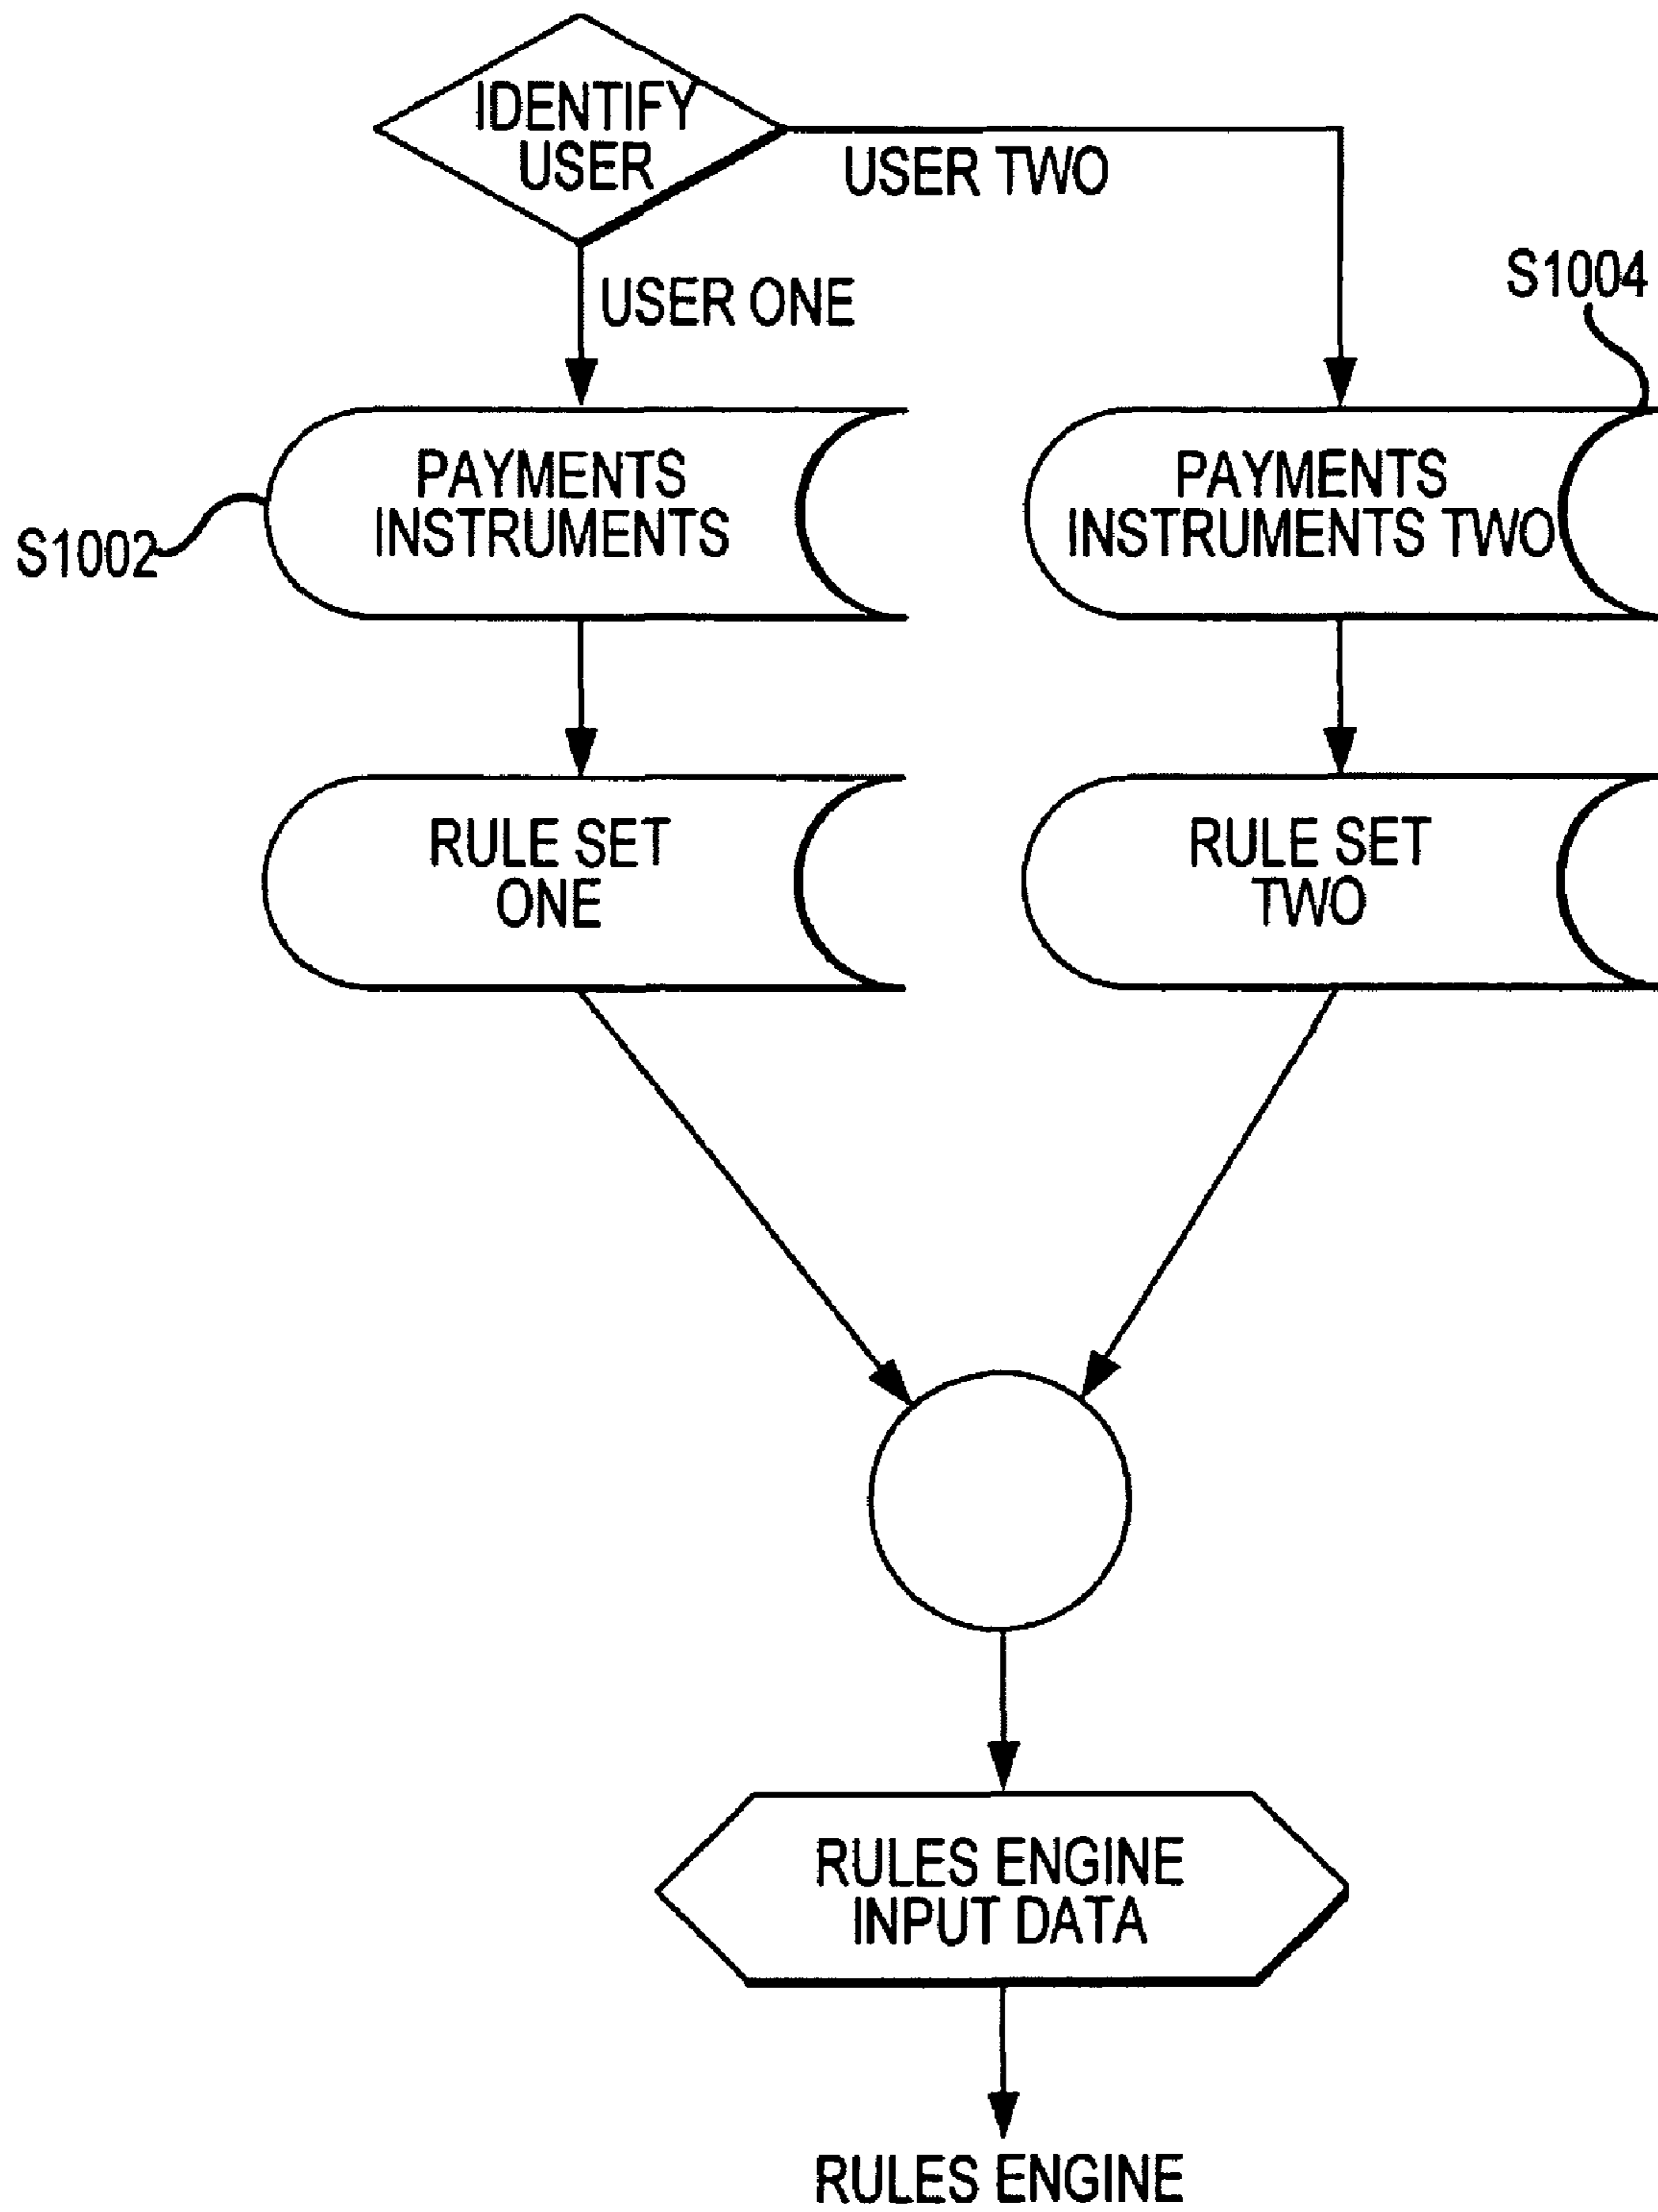 IDENTIFY
USER
USER TWO
USER ONE
S1004
PAYMENTS
INSTRUMENTS
S1002
PAYMENTS
INSTRUMENTS TWO
RULE SET
ONE
RULE SET
TWO
RULES ENGINE
INPUT DATA
RULES ENGINE